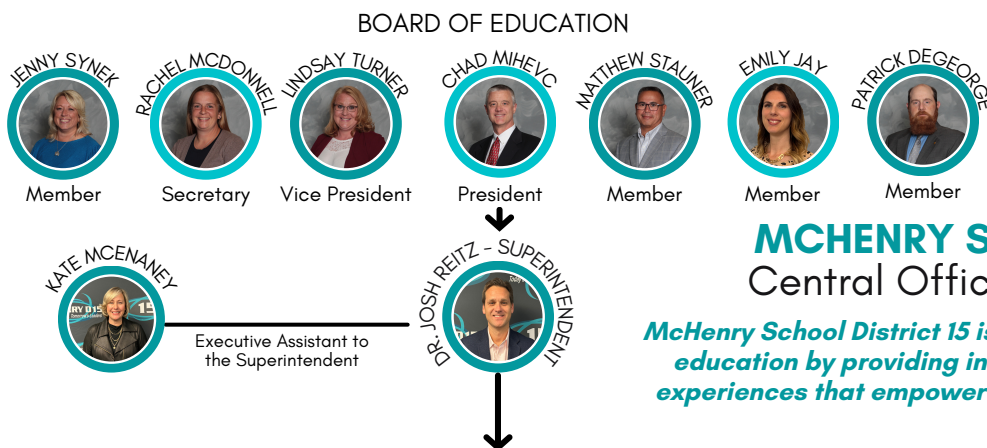 BOARD OF EDUCATION
JENNY SYNEK
RACHEL MCDONNELL
LINDSAY TURNER
CHAD MIHEVC
MATTHEW STAUNER
EMILY JAY
PATRICK DEGEORGE
Member
Secretary
Vice President
President
Member
Member
Member
KATE MCENANEY
DR. JOSH REITZ - SUPERINTENDENT
Executive Assistant to
the Superintendent
MCHENRY S
Central Offic
McHenry School District 15 is
education by providing in
experiences that empower